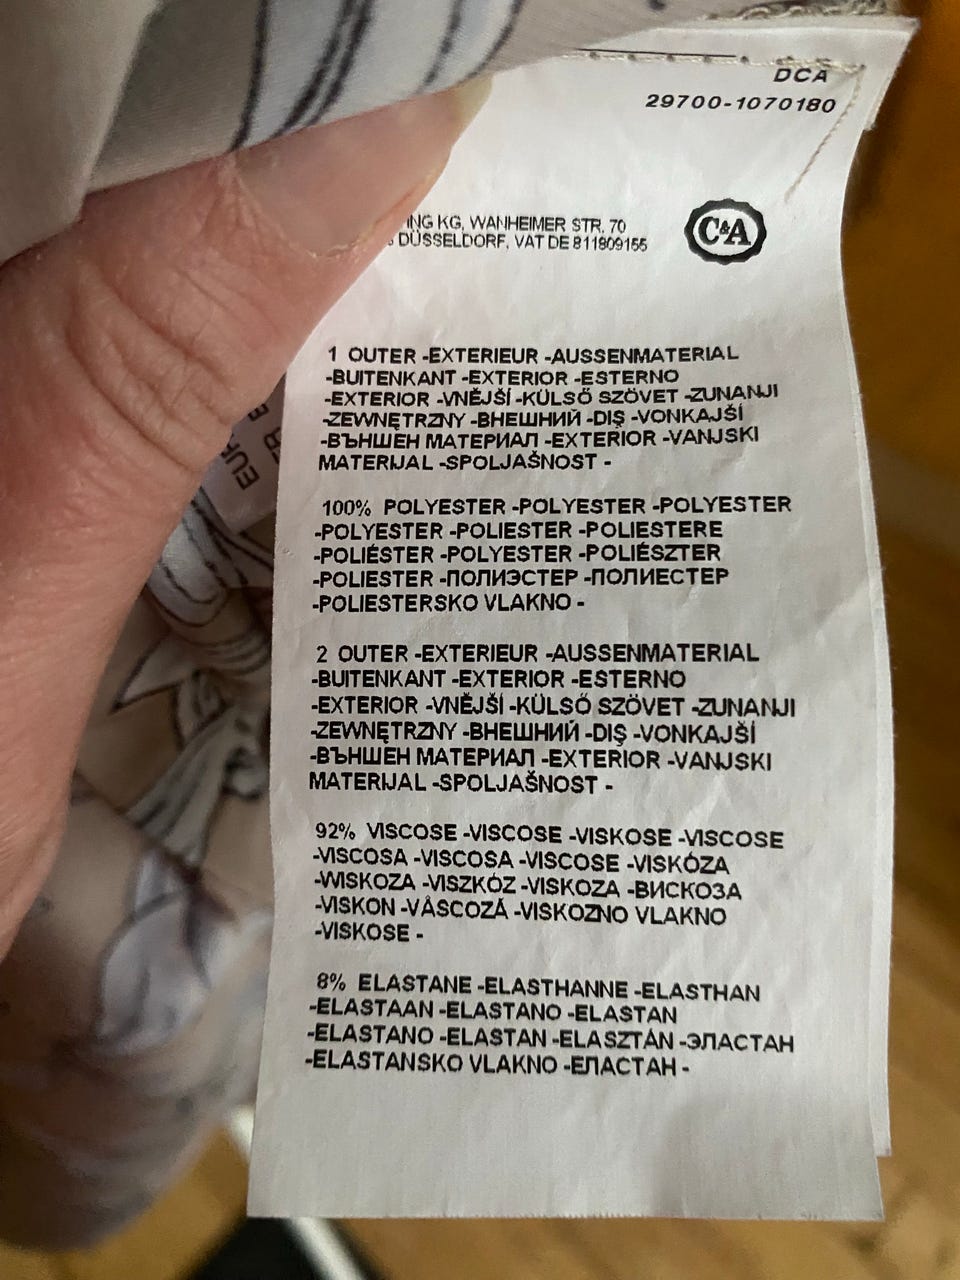 DCA
29700-1070180
ING KG, WANHEIMER STR. 70
DÜSSELDORF, VAT DE 811809155
C&A
1 OUTER -EXTERIEUR -AUSSENMATERIAL
-BUITENKANT -EXTERIOR -ESTERNO
-EXTERIOR -VNĚJŠÍ -KÜLSŐ SZÖVET -ZUNANJI
-ZEWNĘTRZNY -ВНЕШНИЙ -DIŞ -VONKAJŠÍ
-ВЪНШЕН МАТЕРИАЛ -EXTERIOR -VANJSKI
MATERIJAL -SPOLJAŠNOST -
100% POLYESTER -POLYESTER -POLYESTER
-POLYESTER -POLIESTER -POLIESTERE
-POLIÉSTER -POLYESTER -POLIÉSZTER
-POLIESTER -ПОЛИЭСТЕР -ПОЛИЕСТЕР
-POLIESTERSKO VLAKNO -
2 OUTER -EXTERIEUR -AUSSENMATERIAL
-BUITENKANT -EXTERIOR -ESTERNO
-EXTERIOR -VNĚJŠÍ -KÜLSŐ SZÖVET -ZUNANJI
-ZEWNĘTRZNY -ВНЕШНИЙ -DIŞ -VONKAJŠÍ
-ВЪНШЕН МАТЕРИАЛ -EXTERIOR -VANJSKI
MATERIJAL -SPOLJAŠNOST -
92% VISCOSE -VISCOSE -VISKOSE -VISCOSE
-VISCOSA -VISCOSA -VISCOSE -VISKÓZA
-WISKOZA -VISZKÓZ -VISKOZA -ВИСКОЗА
-VISKON -VÂSCOZÁ -VISKOZNO VLAKNO
-VISKOSE -
8% ELASTANE -ELASTHANNE -ELASTHAN
-ELASTAAN -ELASTANO -ELASTAN
-ELASTANO -ELASTAN -ELASZTÁN -ЭЛАСТАН
-ELASTANSKO VLAKNO -ЕЛАСТАН -
EUR